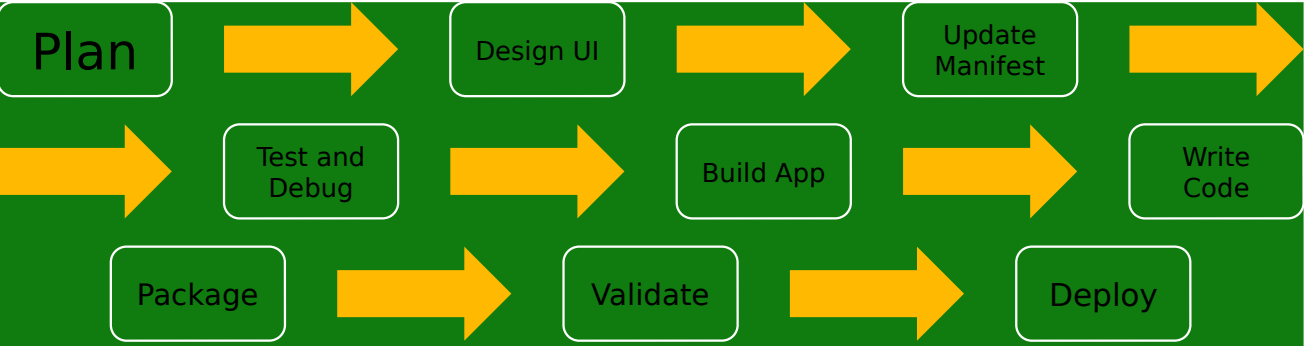 Plan
Design UI
Update
Manifest
Test and
Debug
Build App
Write
Code
Package
Validate
Deploy